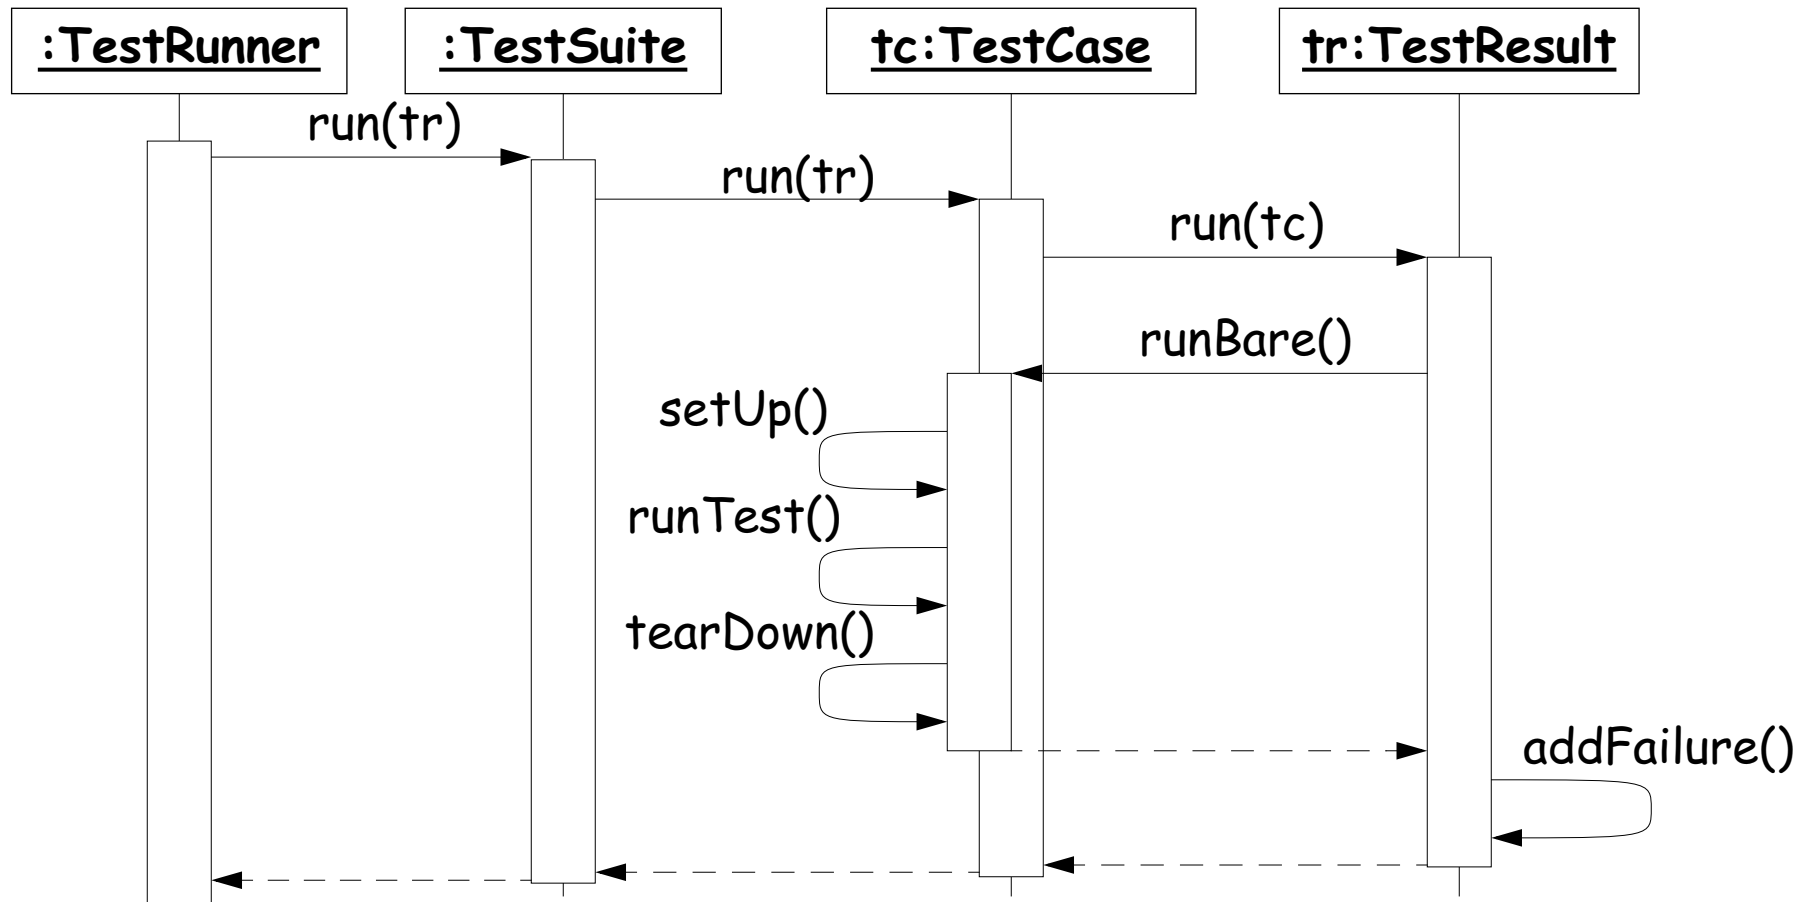 :TestRunner
:TestSuite
tc:TestCase
tr:TestResult
run(tr)
run(tr)
run(tc)
runBare()
setUp()
runTest()
tearDown()
addFailure()